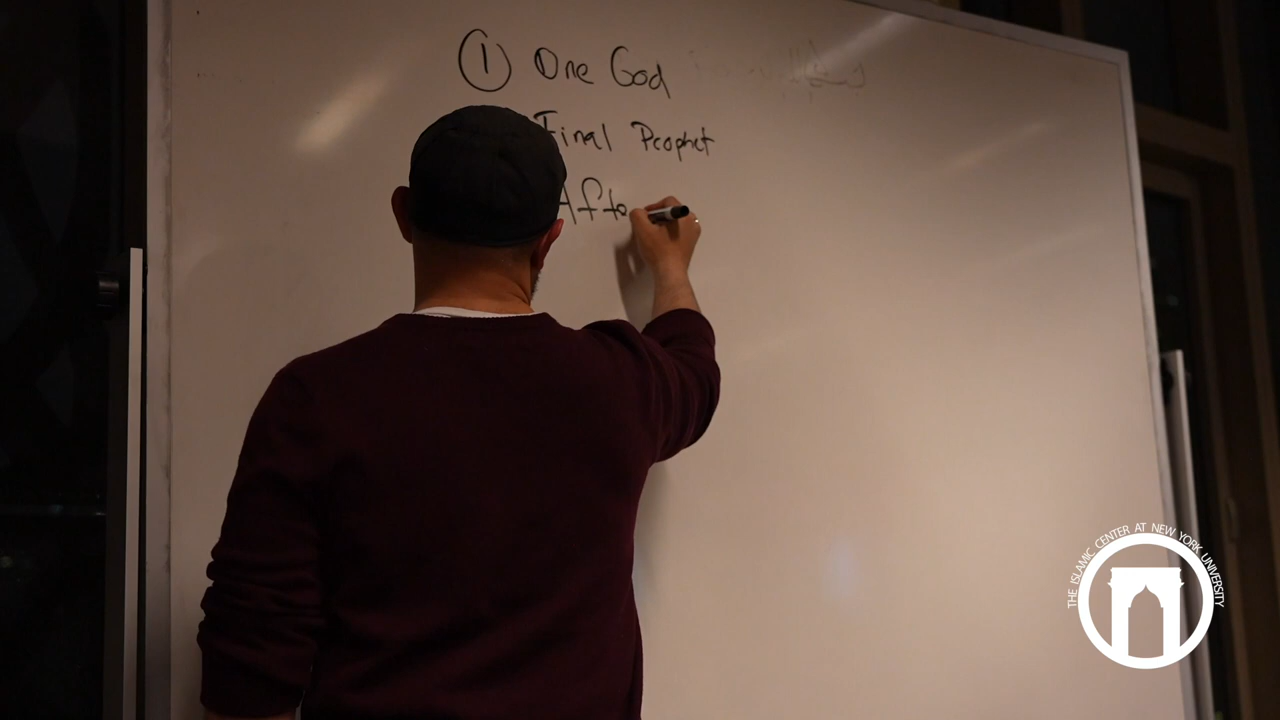 ① One God
Final Prophet
Afte
THE ISLAMIC CENTER AT NEW YORK UNIVERSITY